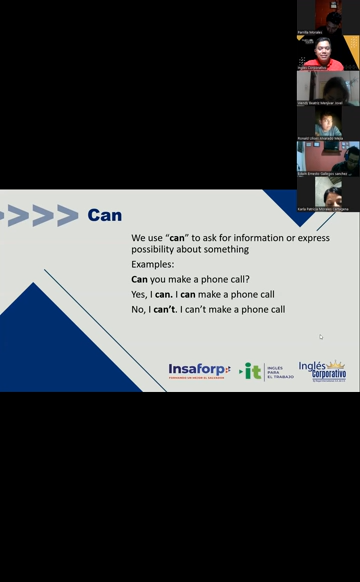 Can
We use “can” to ask for information or express
possibility about something
Examples:
Can you make a phone call?
Yes, I can. I can make a phone call
No, I can’t. I can’t make a phone call
Insaforp
it
INGLÉS
PARA
EL TRABAJO
Inglés
Corporativo